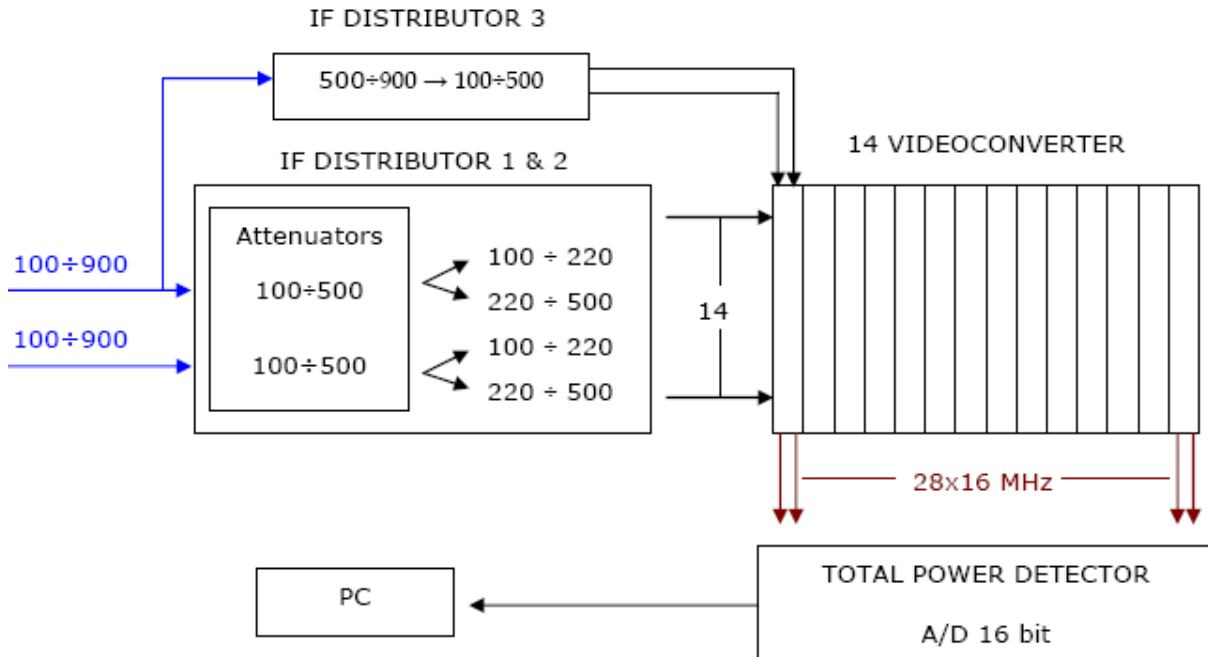 IF DISTRIBUTOR 3
500÷900 → 100÷500
14 VIDEOCONVERTER
IF DISTRIBUTOR 1 & 2
Attenuators
100÷900
100÷500
100 ÷ 220
220 ÷ 500
14
100÷900
100÷500
100 ÷ 220
220 ÷ 500
28x16 MHz
TOTAL POWER DETECTOR
A/D 16 bit
PC